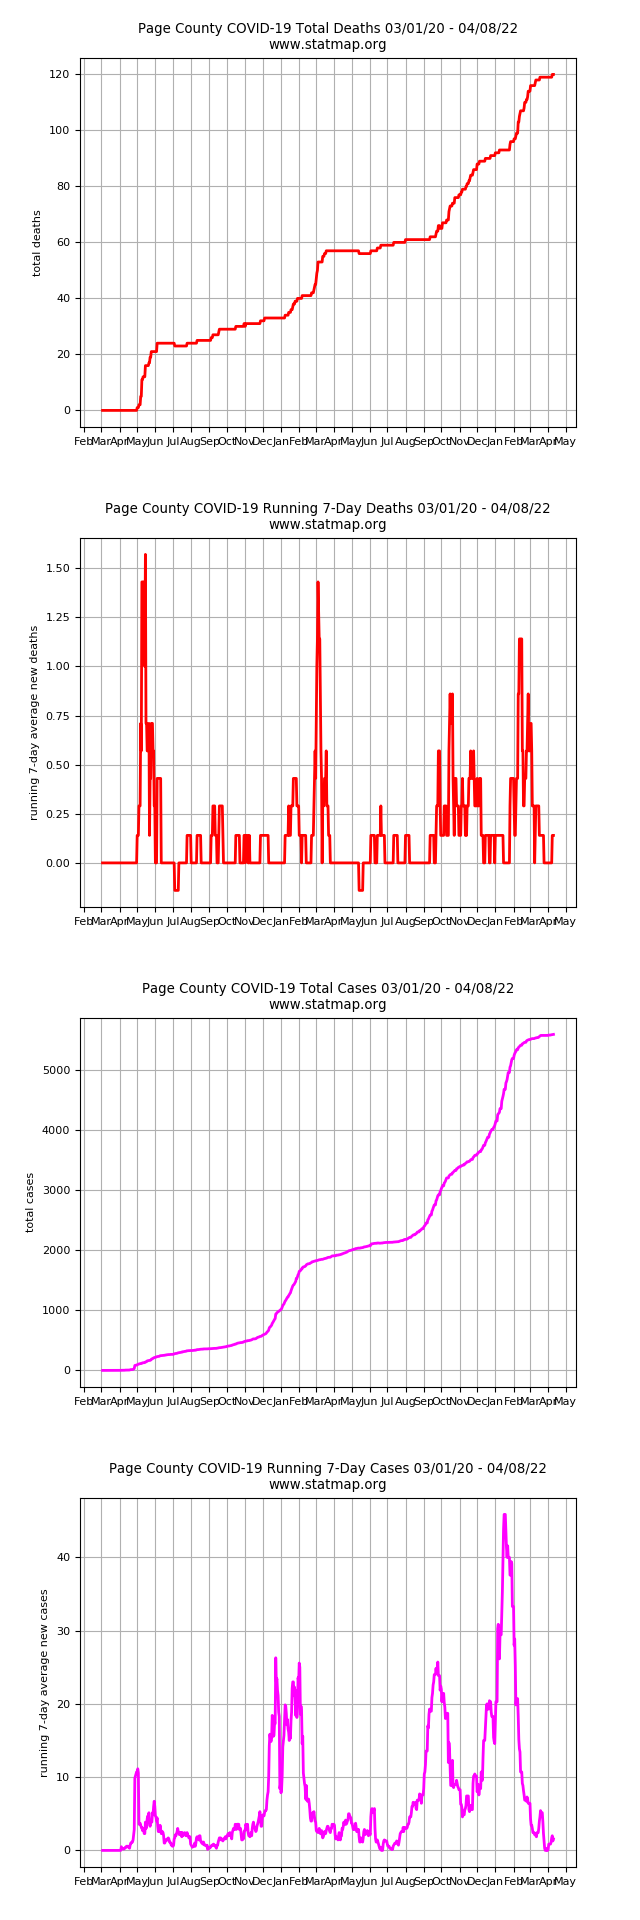 Page County COVID-19 Total Deaths 03/01/20 - 04/08/22
www.statmap.org
total deaths
120
100
80
60
40
20
0
Feb Mar Apr May Jun Jul Aug Sep Oct Nov Dec Jan Feb Mar Apr May Jun Jul Aug Sep Oct Nov Dec Jan Feb Mar Apr May
Page County COVID-19 Running 7-Day Deaths 03/01/20 - 04/08/22
www.statmap.org
running 7-day average new deaths
1.50
1.25
1.00
0.75
0.50
0.25
0.00
Feb Mar Apr May Jun Jul Aug Sep Oct Nov Dec Jan Feb Mar Apr May Jun Jul Aug Sep Oct Nov Dec Jan Feb Mar Apr May
Page County COVID-19 Total Cases 03/01/20 - 04/08/22
www.statmap.org
total cases
5000
4000
3000
2000
1000
0
Feb Mar Apr May Jun Jul Aug Sep Oct Nov Dec Jan Feb Mar Apr May Jun Jul Aug Sep Oct Nov Dec Jan Feb Mar Apr May
Page County COVID-19 Running 7-Day Cases 03/01/20 - 04/08/22
www.statmap.org
running 7-day average new cases
40
30
20
10
0
Feb Mar Apr May Jun Jul Aug Sep Oct Nov Dec Jan Feb Mar Apr May Jun Jul Aug Sep Oct Nov Dec Jan Feb Mar Apr May